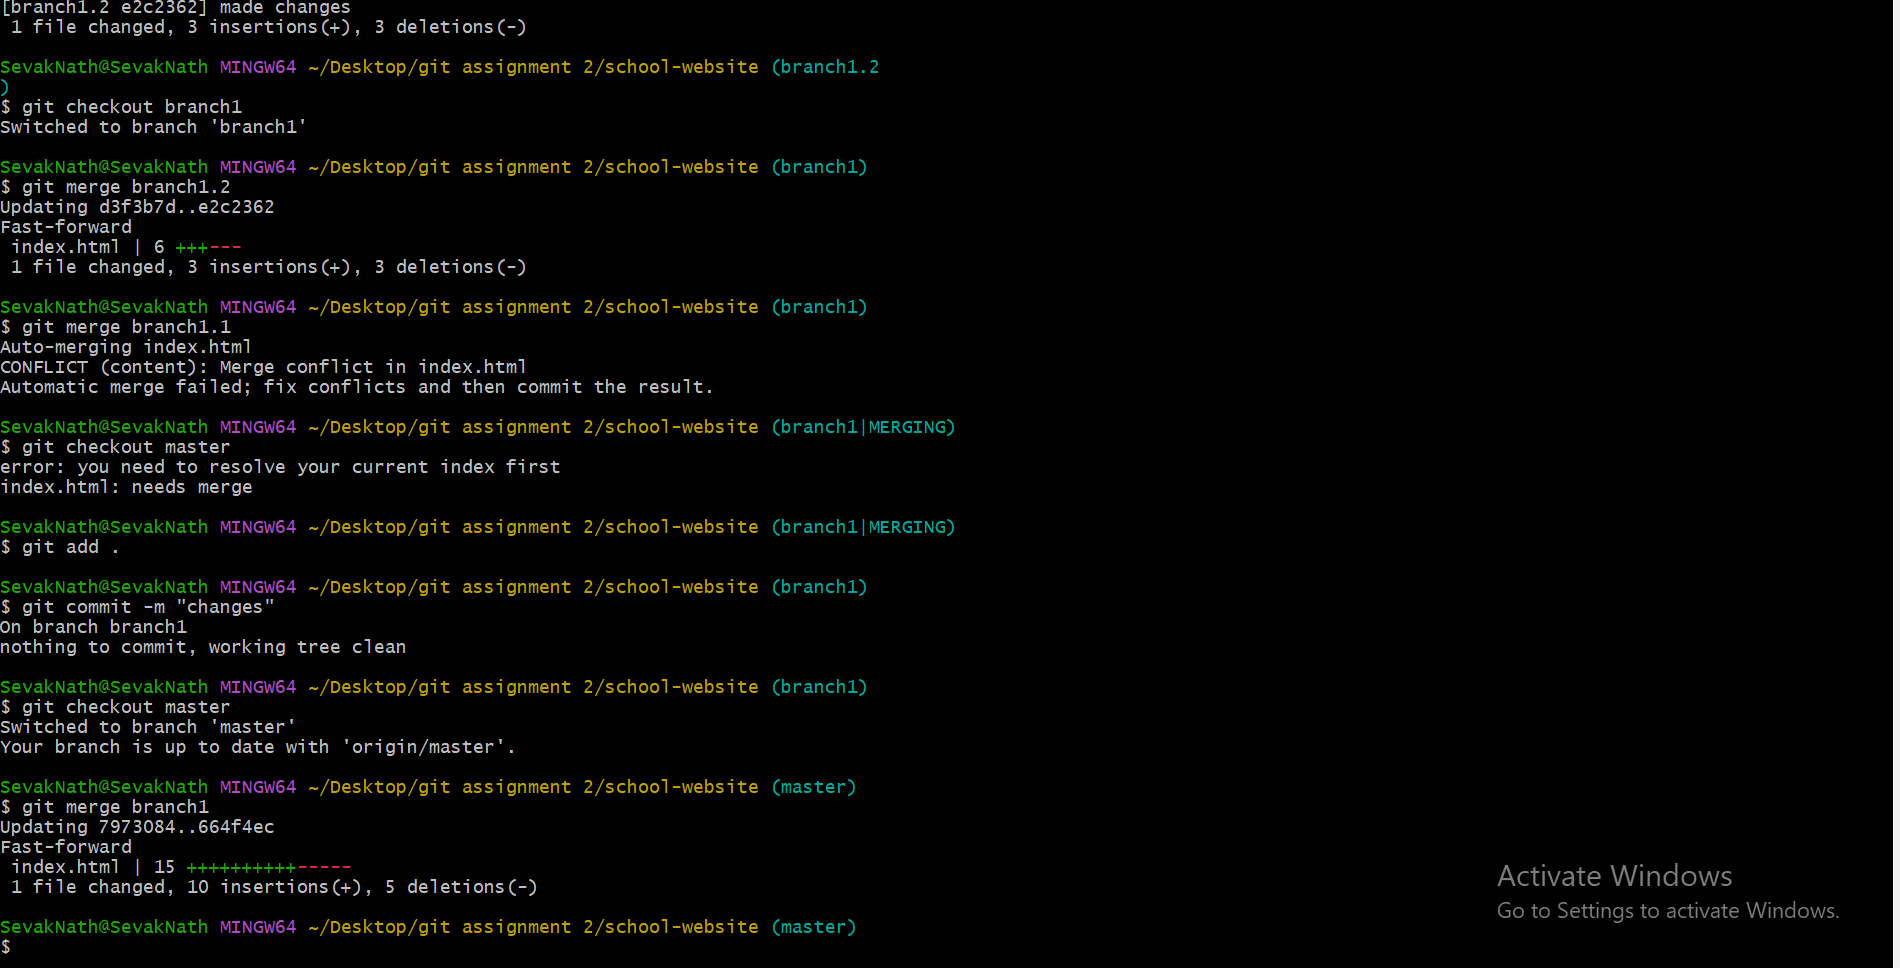 [branch1.2 e2c2362] made changes
 1 file changed, 3 insertions(+), 3 deletions(-)
SevakNath@SevakNath MINGW64 ~/Desktop/git assignment 2/school-website (branch1.2
)
$ git checkout branch1
Switched to branch 'branch1'
SevakNath@SevakNath MINGW64 ~/Desktop/git assignment 2/school-website (branch1)
$ git merge branch1.2
Updating d3f3b7d..e2c2362
Fast-forward
 index.html | 6 +++---
 1 file changed, 3 insertions(+), 3 deletions(-)
SevakNath@SevakNath MINGW64 ~/Desktop/git assignment 2/school-website (branch1)
$ git merge branch1.1
Auto-merging index.html
CONFLICT (content): Merge conflict in index.html
Automatic merge failed; fix conflicts and then commit the result.
SevakNath@SevakNath MINGW64 ~/Desktop/git assignment 2/school-website (branch1|MERGING)
$ git checkout master
error: you need to resolve your current index first
index.html: needs merge
SevakNath@SevakNath MINGW64 ~/Desktop/git assignment 2/school-website (branch1|MERGING)
$ git add .
SevakNath@SevakNath MINGW64 ~/Desktop/git assignment 2/school-website (branch1)
$ git commit -m "changes"
On branch branch1
nothing to commit, working tree clean
SevakNath@SevakNath MINGW64 ~/Desktop/git assignment 2/school-website (branch1)
$ git checkout master
Switched to branch 'master'
Your branch is up to date with 'origin/master'.
SevakNath@SevakNath MINGW64 ~/Desktop/git assignment 2/school-website (master)
$ git merge branch1
Updating 7973084..664f4ec
Fast-forward
 index.html | 15 ++++++++++-----
 1 file changed, 10 insertions(+), 5 deletions(-)
SevakNath@SevakNath MINGW64 ~/Desktop/git assignment 2/school-website (master)
$
Activate Windows
Go to Settings to activate Windows.